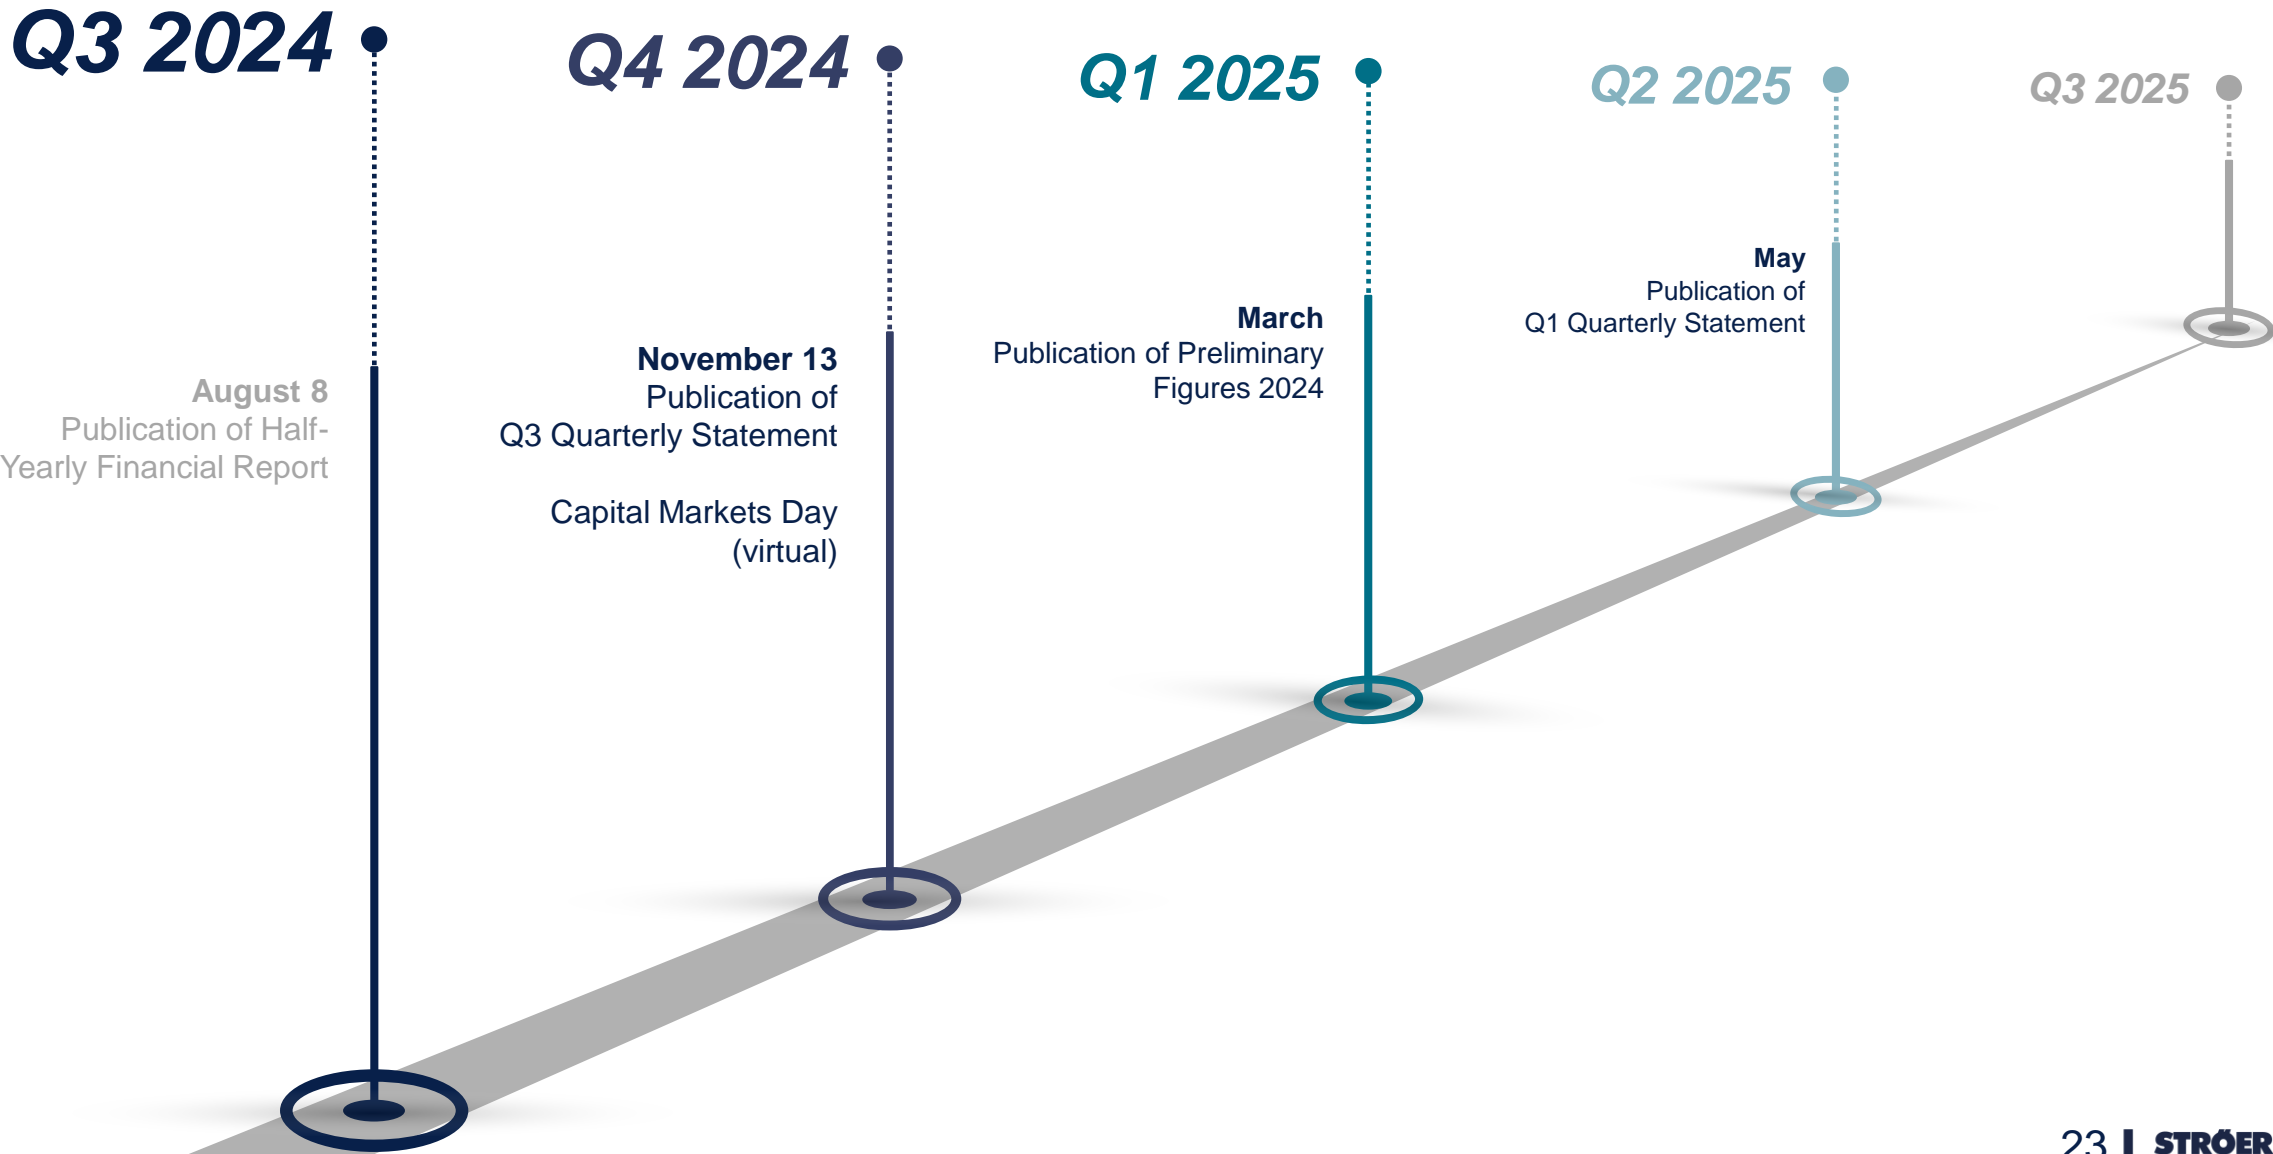 Q3 2024
Q4 2024
Q1 2025
Q2 2025
Q3 2025
August 8
Publication of Half-
Yearly Financial Report
November 13
Publication of
Q3 Quarterly Statement
Capital Markets Day
(virtual)
March
Publication of Preliminary
Figures 2024
May
Publication of
Q1 Quarterly Statement
23 | STRÖER